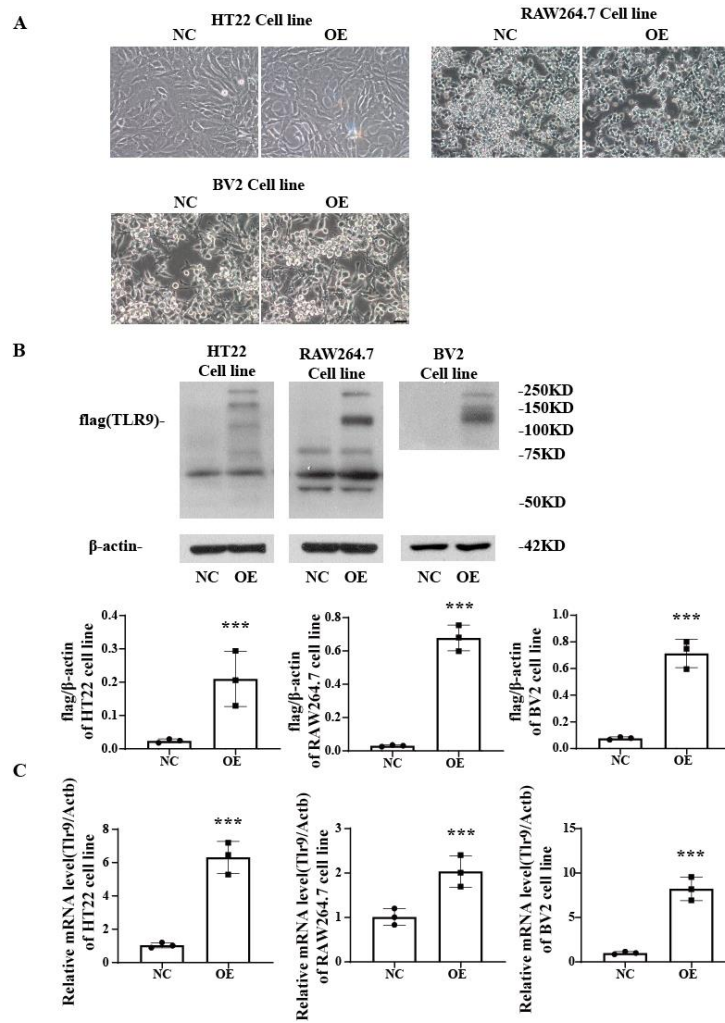 A
HT22 Cell line
NC OE
RAW264.7 Cell line
NC OE
BV2 Cell line
NC OE
B
HT22
Cell line
RAW264.7
Cell line
BV2
Cell line
flag(TLR9)-
-250KD
-150KD
-100KD
-75KD
-50KD
β-actin-
-42KD
NC OE NC OE NC OE
flag/β-actin
of HT22 cell line
0.4
0.3
0.2
0.1
0.0
***
NC OE
flag/β-actin
of RAW264.7 cell line
0.8
0.6
0.4
0.2
0.0
***
NC OE
flag/β-actin
of BV2 cell line
1.0
0.8
0.6
0.4
0.2
0.0
***
NC OE
C
Relative mRNA level(Tlr9/Actb)
of HT22 cell line
8
6
4
2
0
***
NC OE
Relative mRNA level(Tlr9/Actb)
of RAW264.7 cell line
3
2
1
0
***
NC OE
Relative mRNA level(Tlr9/Actb)
of BV2 cell line
15
10
5
0
***
NC OE